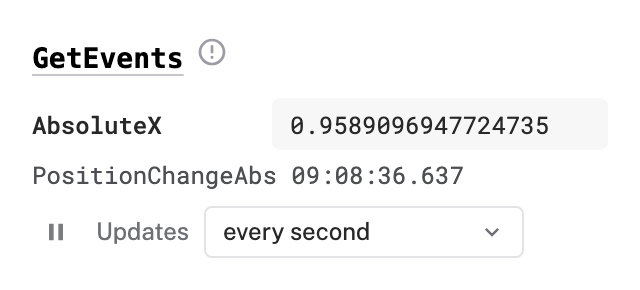 GetEvents
AbsoluteX 0.9589096947724735
PositionChangeAbs 09:08:36.637
Updates every second